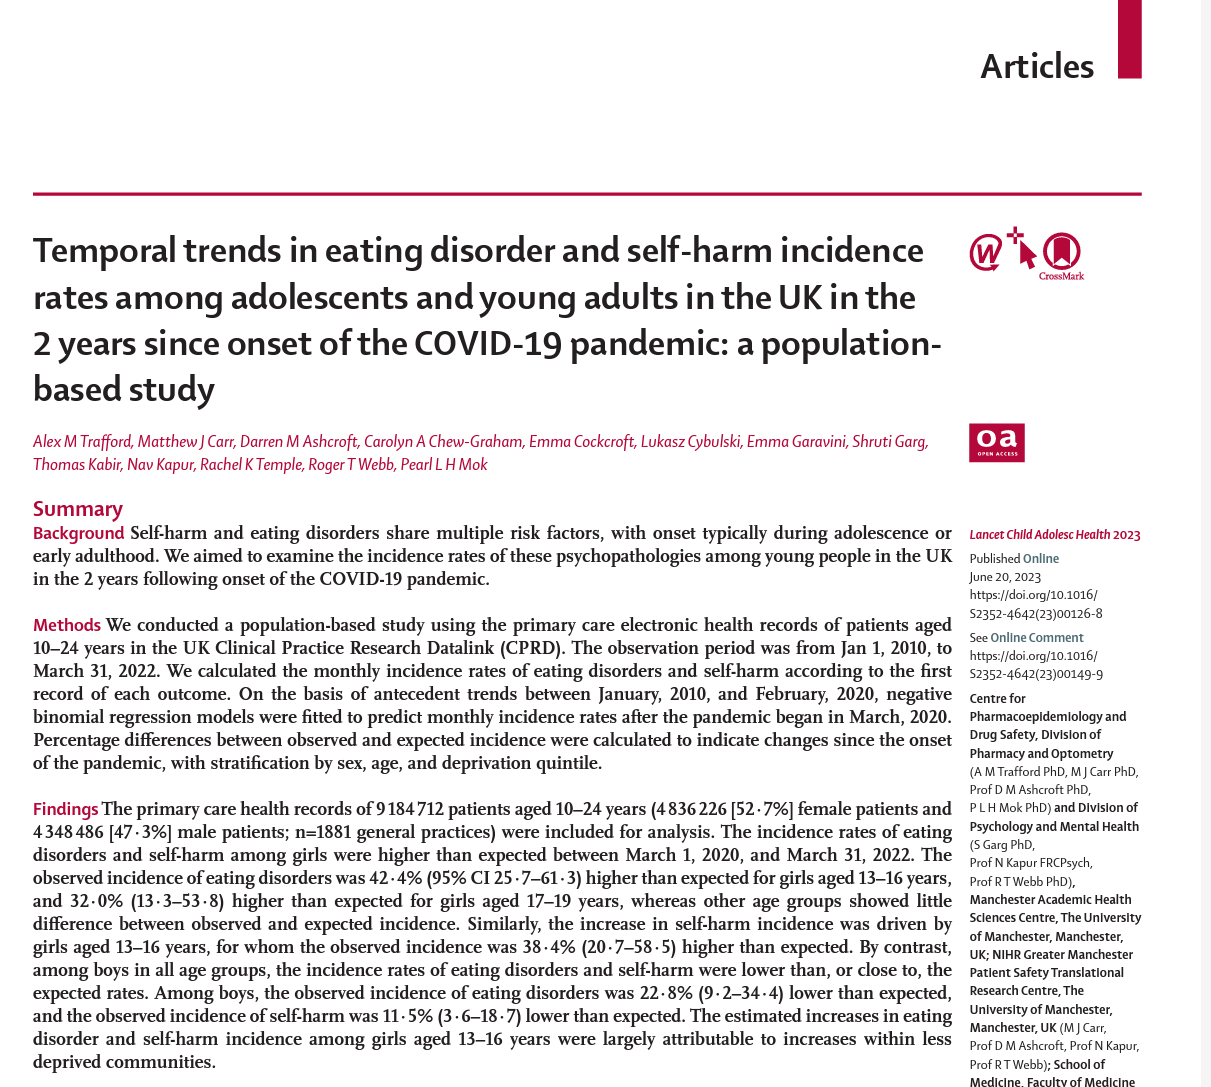 Articles
Temporal trends in eating disorder and self-harm incidence
rates among adolescents and young adults in the UK in the
2 years since onset of the COVID-19 pandemic: a population-
based study
W
CrossMark
Alex M Trafford, Matthew J Carr, Darren M Ashcroft, Carolyn A Chew-Graham, Emma Cockcroft, Lukasz Cybulski, Emma Garavini, Shruti Garg,
Thomas Kabir, Nav Kapur, Rachel K Temple, Roger T Webb, Pearl L H Mok
oa
OPEN ACCESS
Summary
Background Self-harm and eating disorders share multiple risk factors, with onset typically during adolescence or
early adulthood. We aimed to examine the incidence rates of these psychopathologies among young people in the UK
in the 2 years following onset of the COVID-19 pandemic.
Methods We conducted a population-based study using the primary care electronic health records of patients aged
10–24 years in the UK Clinical Practice Research Datalink (CPRD). The observation period was from Jan 1, 2010, to
March 31, 2022. We calculated the monthly incidence rates of eating disorders and self-harm according to the first
record of each outcome. On the basis of antecedent trends between January, 2010, and February, 2020, negative
binomial regression models were fitted to predict monthly incidence rates after the pandemic began in March, 2020.
Percentage differences between observed and expected incidence were calculated to indicate changes since the onset
of the pandemic, with stratification by sex, age, and deprivation quintile.
Findings The primary care health records of 9 184 712 patients aged 10–24 years (4 836 226 [52·7%] female patients and
4 348 486 [47·3%] male patients; n=1881 general practices) were included for analysis. The incidence rates of eating
disorders and self-harm among girls were higher than expected between March 1, 2020, and March 31, 2022. The
observed incidence of eating disorders was 42·4% (95% CI 25·7–61·3) higher than expected for girls aged 13–16 years,
and 32·0% (13·3–53·8) higher than expected for girls aged 17–19 years, whereas other age groups showed little
difference between observed and expected incidence. Similarly, the increase in self-harm incidence was driven by
girls aged 13–16 years, for whom the observed incidence was 38·4% (20·7–58·5) higher than expected. By contrast,
among boys in all age groups, the incidence rates of eating disorders and self-harm were lower than, or close to, the
expected rates. Among boys, the observed incidence of eating disorders was 22·8% (9·2–34·4) lower than expected,
and the observed incidence of self-harm was 11·5% (3·6–18·7) lower than expected. The estimated increases in eating
disorder and self-harm incidence among girls aged 13–16 years were largely attributable to increases within less
deprived communities.
Lancet Child Adolesc Health 2023
Published Online
June 20, 2023
https://doi.org/10.1016/
S2352-4642(23)00126-8
See Online Comment
https://doi.org/10.1016/
S2352-4642(23)00149-9
Centre for
Pharmacoepidemiology and
Drug Safety, Division of
Pharmacy and Optometry
(A M Trafford PhD, M J Carr PhD,
Prof D M Ashcroft PhD,
P L H Mok PhD) and Division of
Psychology and Mental Health
(S Garg PhD,
Prof N Kapur FRCPsych,
Prof R T Webb PhD),
Manchester Academic Health
Sciences Centre, The University
of Manchester, Manchester,
UK; NIHR Greater Manchester
Patient Safety Translational
Research Centre, The
University of Manchester,
Manchester, UK (M J Carr,
Prof D M Ashcroft, Prof N Kapur,
Prof R T Webb); School of
Medicine, Faculty of Medicine